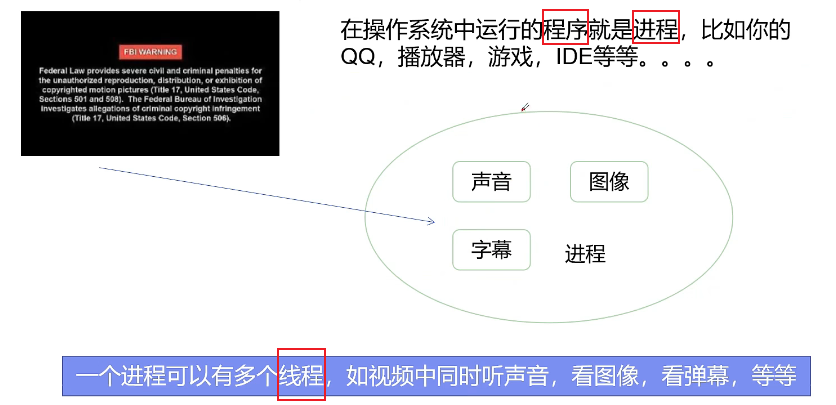 在操作系统中运行的程序就是进程，比如你的
QQ，播放器，游戏，IDE等等。。。。
FBI WARNING
Federal Law provides severe civil and criminal penalties for
the unauthorized reproduction, distribution, or exhibition of
copyrighted motion pictures (Title 17, United States Code,
Sections 501 and 508). The Federal Bureau of Investigation
investigates allegations of criminal copyright infringement
(Title 17, United States Code, Section 506).
声音
图像
字幕
进程
一个进程可以有多个线程，如视频中同时听声音，看图像，看弹幕，等等